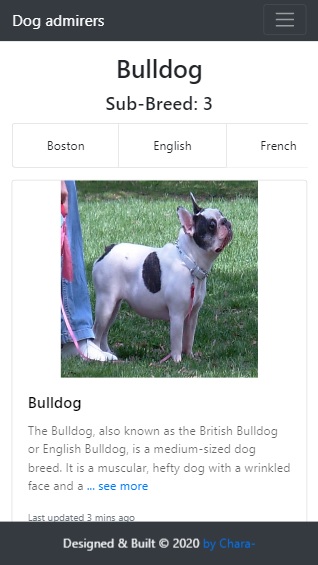 Dog admirers
Bulldog
Sub-Breed: 3
Boston English French
Bulldog
The Bulldog, also known as the British Bulldog
or English Bulldog, is a medium-sized dog
breed. It is a muscular, hefty dog with a wrinkled
face and a ... see more
Last updated 3 mins ago
Designed & Built © 2020 by Chara-